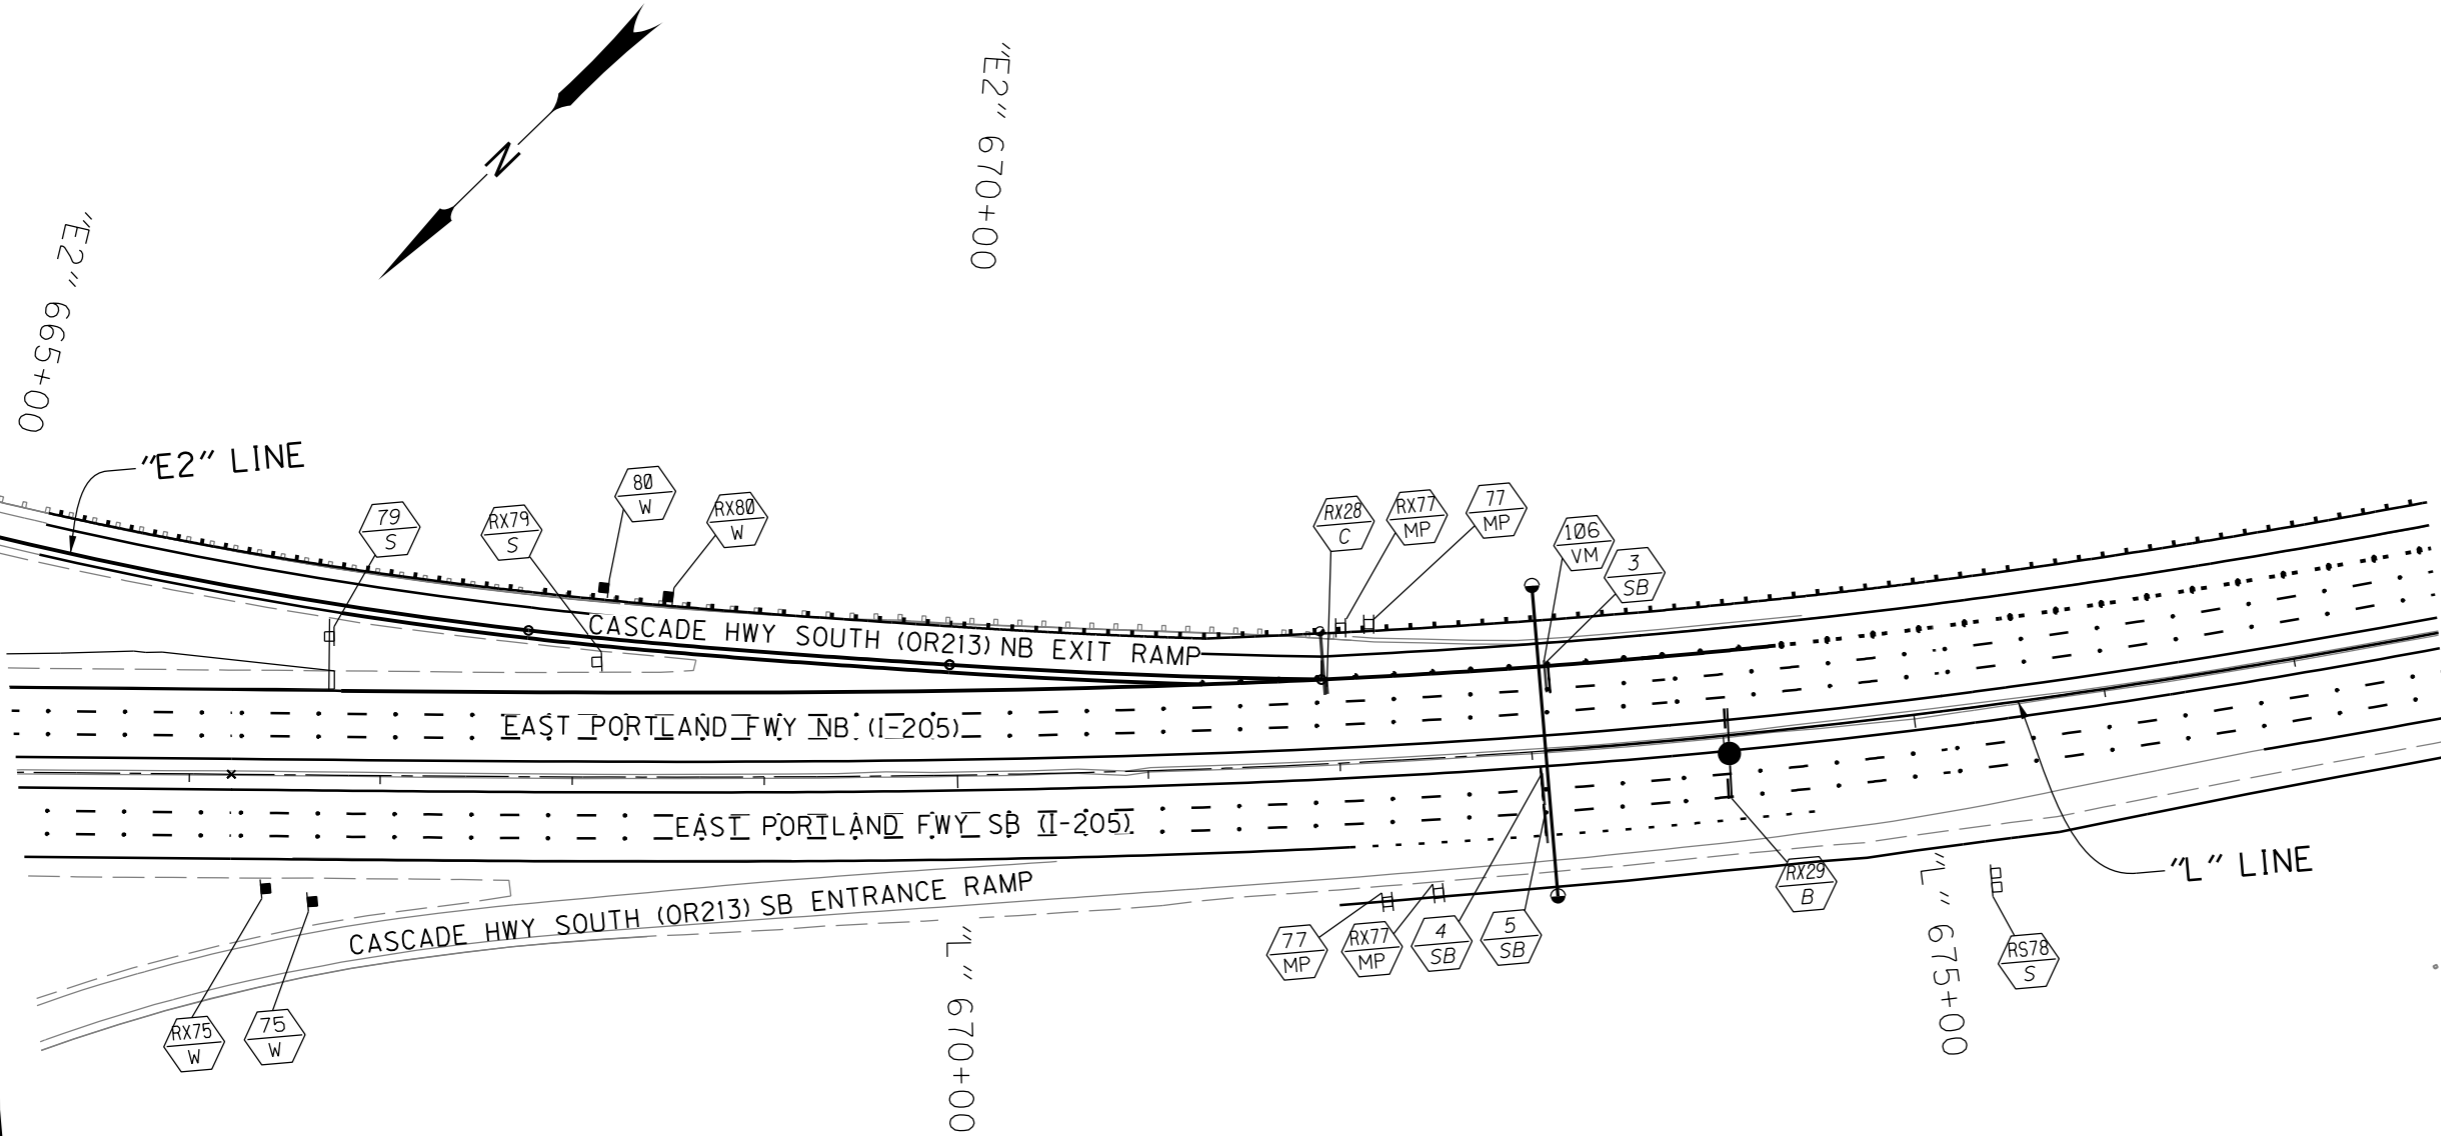 N
"E2" 670+00
"E2" 665+00
"E2" LINE
79
S
RX79
S
80
W
RX80
W
RX28
C
RX77
MP
77
MP
106
VM
3
SB
CASCADE HWY SOUTH (OR213) NB EXIT RAMP
EAST PORTLAND FWY NB (I-205)
EAST PORTLAND FWY SB (I-205)
CASCADE HWY SOUTH (OR213) SB ENTRANCE RAMP
RX75
W
75
W
"L" 670+00
77
MP
RX77
MP
4
SB
5
SB
RX29
B
"L" 675+00
RS78
S
"L" LINE